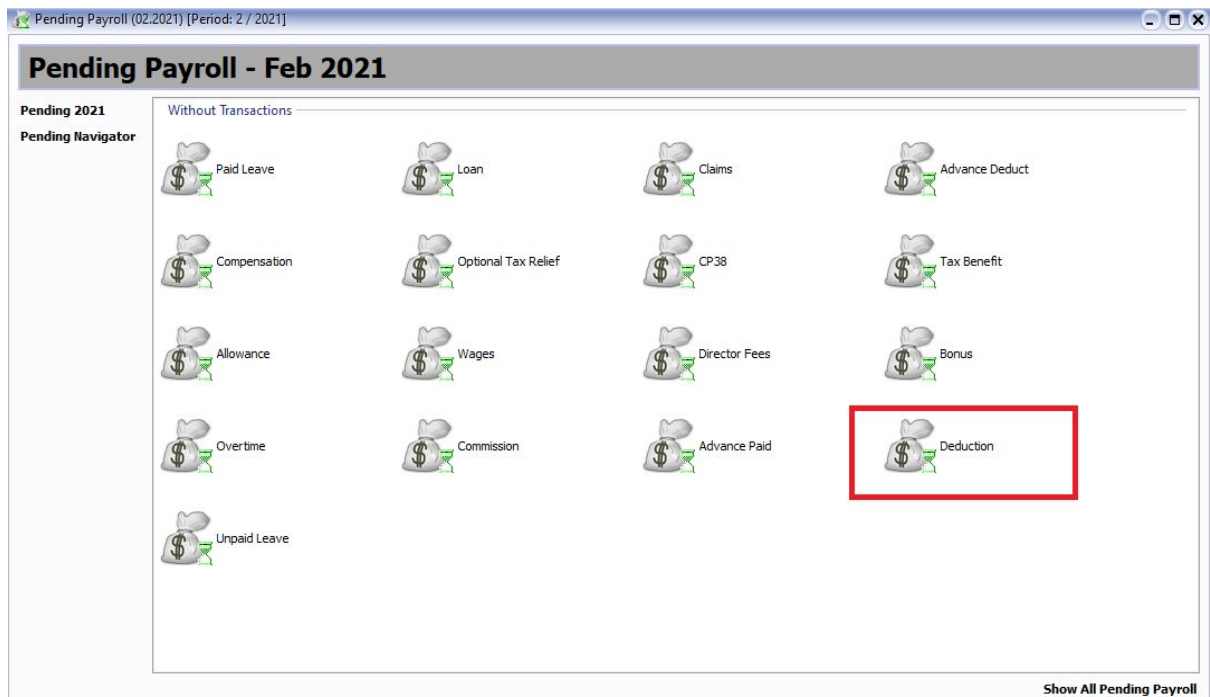 Pending Payroll (02.2021) [Period: 2 / 2021]
Pending Payroll - Feb 2021
Pending 2021
Pending Navigator
Without Transactions
Paid Leave
Loan
Claims
Advance Deduct
Compensation
Optional Tax Relief
CP38
Tax Benefit
Allowance
Wages
Director Fees
Bonus
Overtime
Commission
Advance Paid
Deduction
Unpaid Leave
Show All Pending Payroll